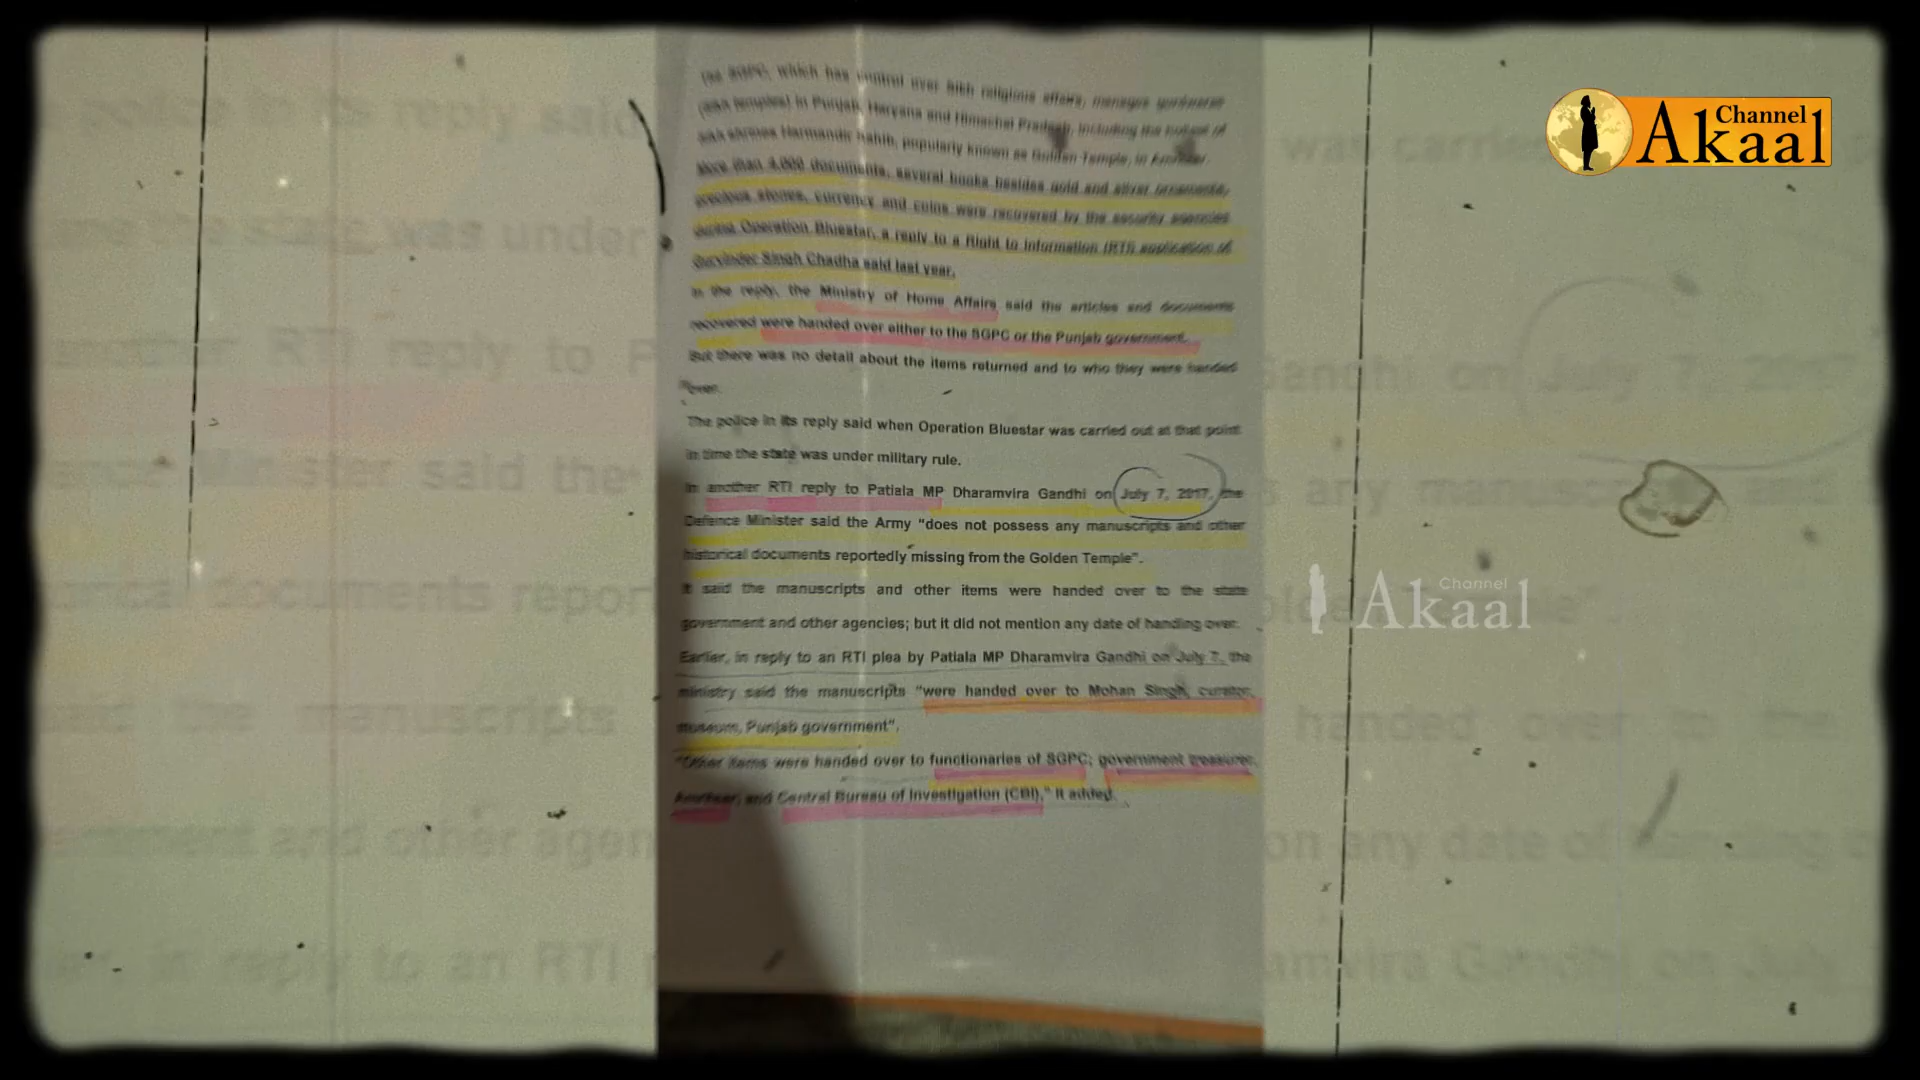 The SGPC, which has control over Sikh religious affairs, manages gurdwaras
(Sikh temples) in Punjab, Haryana and Himachal Pradesh, including the holiest of
Sikh shrines Harmandir Sahib, popularly known as Golden Temple, in Amritsar.
More than 4,000 documents, several books besides gold and silver ornaments,
precious stones, currency and coins were recovered by the security agencies
during Operation Bluestar, a reply to a Right to Information (RTI) application of
Gurvinder Singh Chadha said last year.
In the reply, the Ministry of Home Affairs said the articles and documents
recovered were handed over either to the SGPC or the Punjab government.
But there was no detail about the items returned and to who they were handed
over.
The police in its reply said when Operation Bluestar was carried out at that point
in time the state was under military rule.
In another RTI reply to Patiala MP Dharamvira Gandhi on July 7, 2017, the
Defence Minister said the Army "does not possess any manuscripts and other
historical documents reportedly missing from the Golden Temple".
It said the manuscripts and other items were handed over to the state
government and other agencies; but it did not mention any date of handing over.
Earlier, in reply to an RTI plea by Patiala MP Dharamvira Gandhi on July 7, the
ministry said the manuscripts "were handed over to Mohan Singh, curator,
museum, Punjab government".
"Other items were handed over to functionaries of SGPC; government treasurer,
Amritsar; and Central Bureau of Investigation (CBI)," it added.
Channel
Akaal
Channel
Akaal